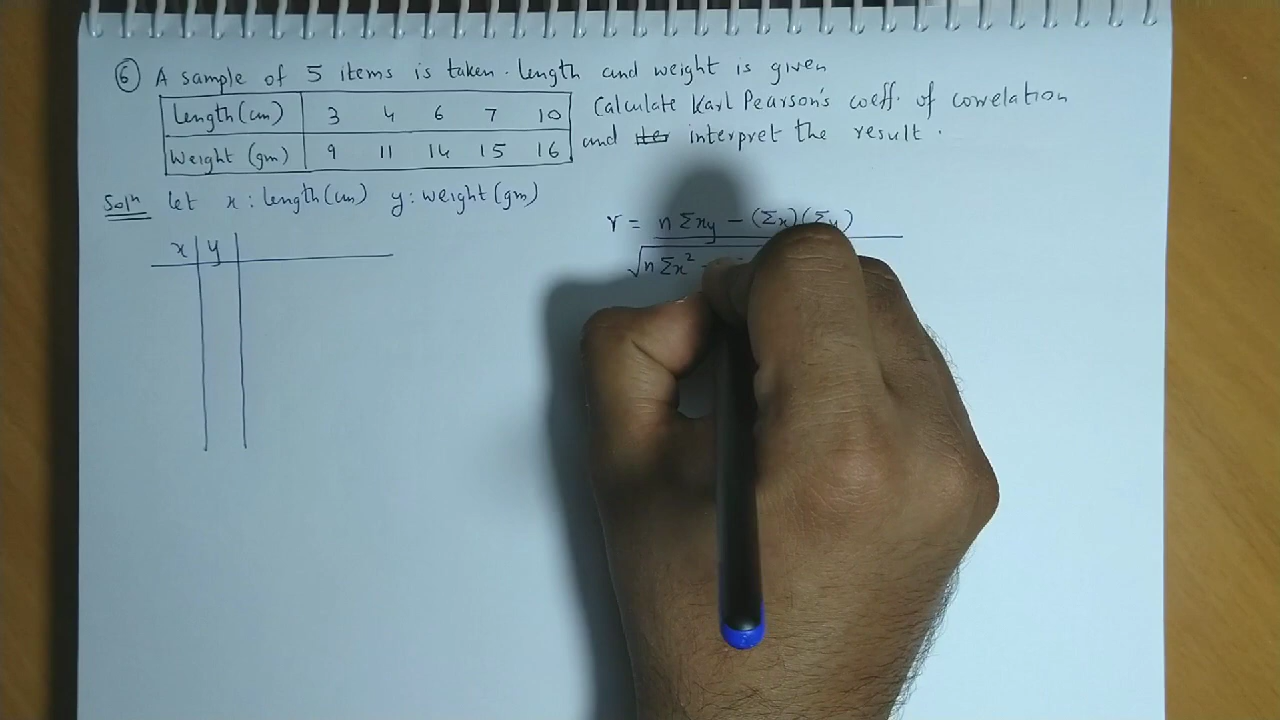 6 A sample of 5 items is taken. length and weight is given
length(cm) 3 4 6 7 10
Weight (gm) 9 11 14 15 16
Calculate Karl Pearson's coeff. of correlation
and interpret the result.
Soln let x : length(cm) y : weight(gm)
x y
r = n Σxy - (Σx)(Σy)
√n Σx² -